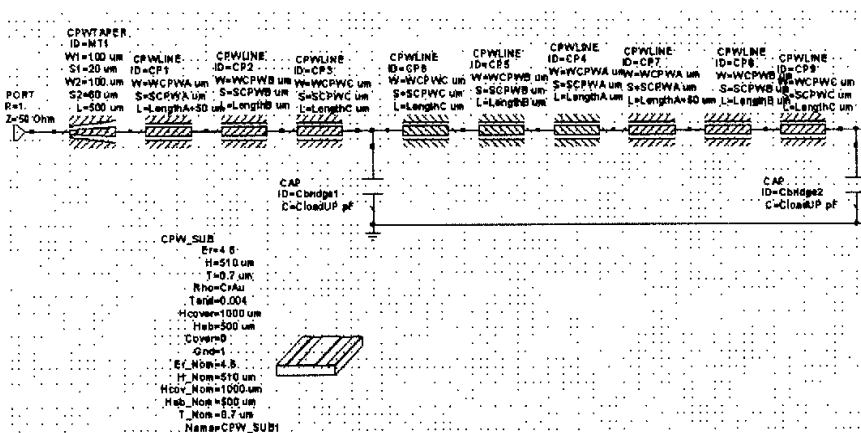 CPWTAPER
ID=MT1
W1=100 um
S1=20 um
W2=100 um
S2=60 um
L=500 um
CPWLINE
ID=CP1
W=WCPWA um
S=SCPWA um
L=LengthA+50 um
CPWLINE
ID=CP2
W=WCPWB um
S=SCPWB um
L=LengthB um
CPWLINE
ID=CP3
W=WCPWC um
S=SCPWC um
L=LengthC um
CPWLINE
W=WCPWC um
S=SCPWC um
L=LengthC um
CPWLINE
ID=CP5
W=WCPWB um
S=SCPWB um
L=LengthB um
CPWLINE
ID=CP4
W=WCPWA um
S=SCPWA um
L=LengthA um
CPWLINE
ID=CP7
W=WCPWA um
S=SCPWA um
L=LengthA+50 um
CPWLINE
W=WCPWB um
S=SCPWB um
L=LengthB um
CPWLINE
ID=CP9
W=WCPWC um
S=SCPWC um
L=LengthC um
PORT
Z=50 Ohm
CAP
ID=Cbridge1
C=CloadUP pF
CAP
ID=Cbridge2
C=CloadUP pF
CPW_SUB
Er=4.6
H=510 um
T=0.7 um
Rho=CrAu
Tand=0.004
Hcover=1000 um
Hab=500 um
Cover=0
Gnd=1
Er_Nom=4.6
H_Nom=510 um
Hcov_Nom=1000 um
Hab_Nom=500 um
T_Nom=0.7 um
Name=CPW_SUB1